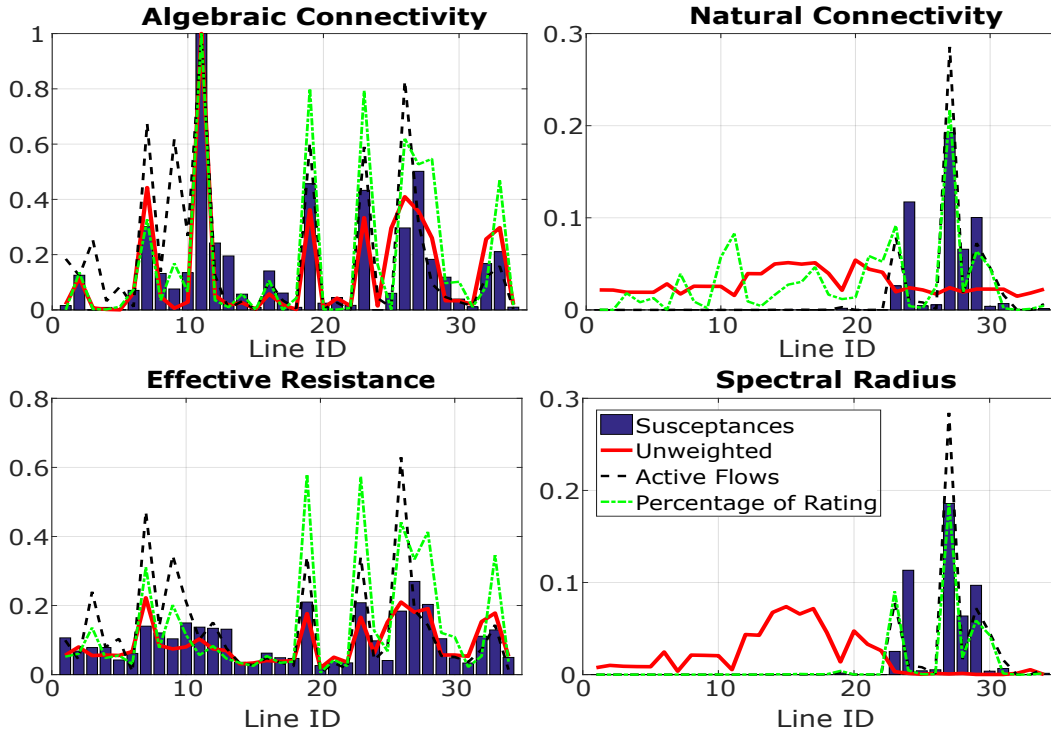 Algebraic Connectivity
1
0.8
0.6
0.4
0.2
0
0
10
20
30
Line ID
Natural Connectivity
0.3
0.2
0.1
0
0
10
20
30
Line ID
Effective Resistance
0.8
0.6
0.4
0.2
0
0
10
20
30
Line ID
Spectral Radius
0.3
0.2
0.1
0
0
10
20
30
Line ID
Susceptances
Unweighted
Active Flows
Percentage of Rating